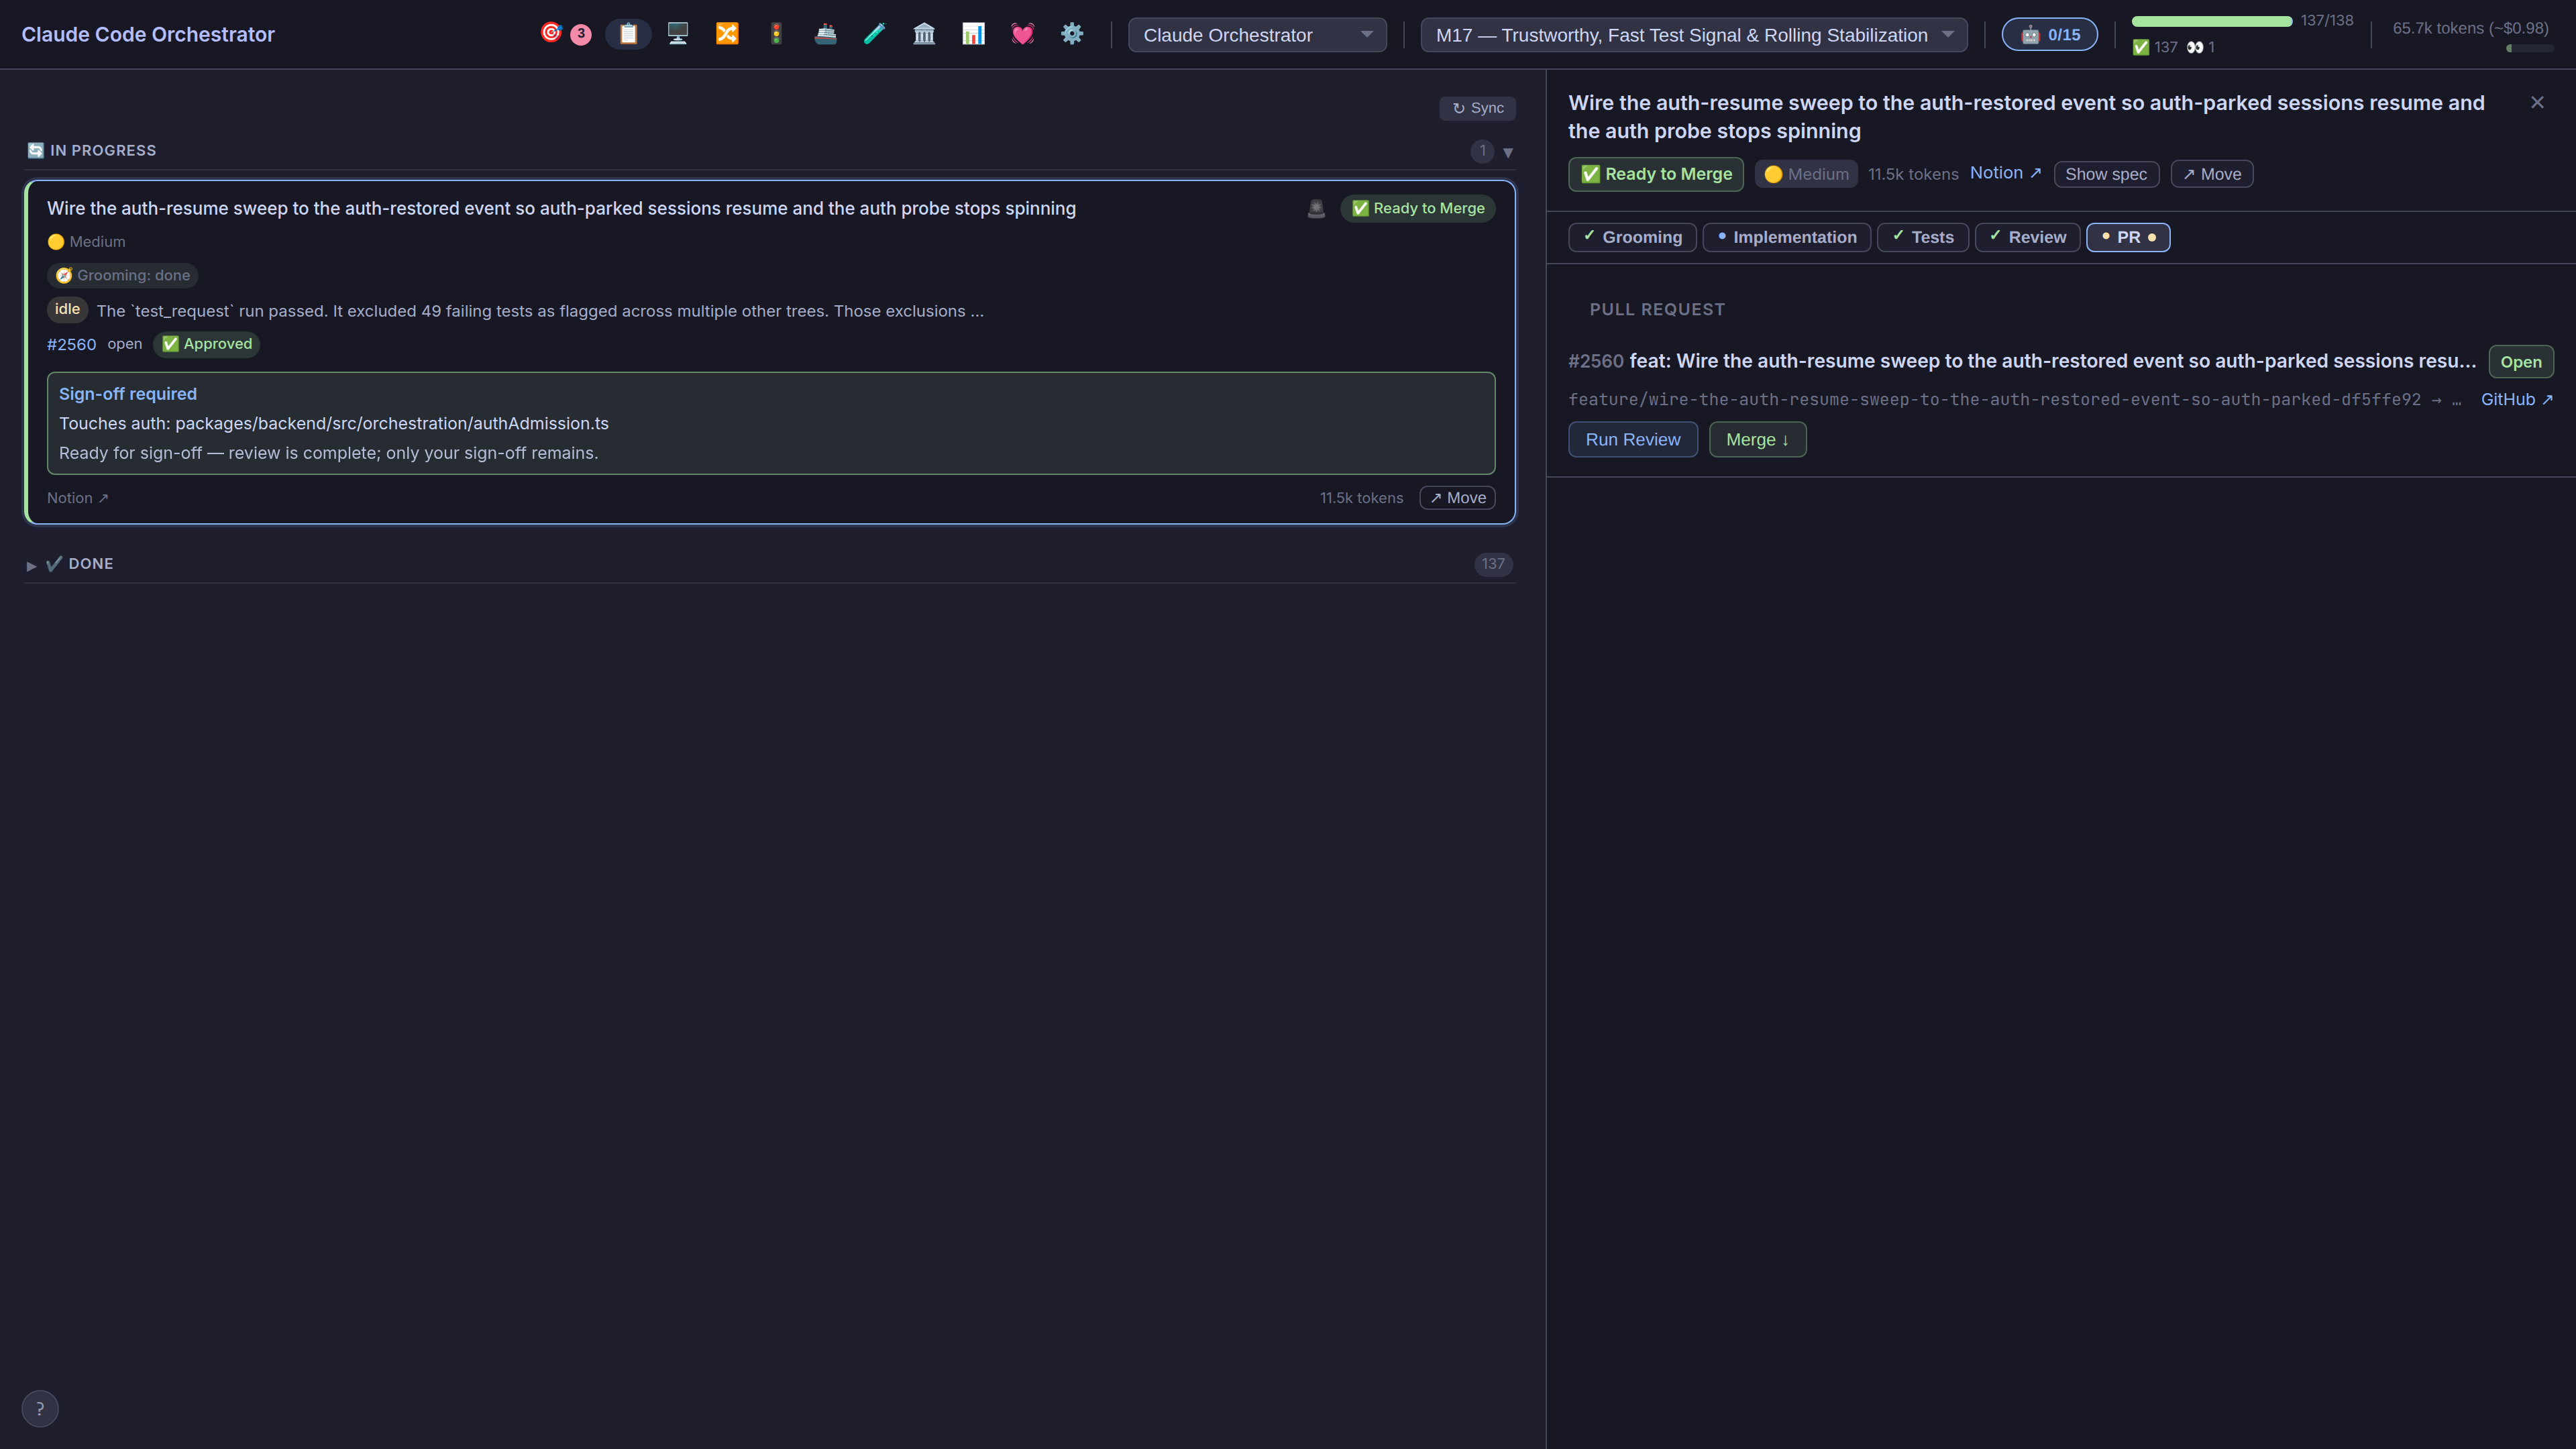 Claude Code Orchestrator
3
Claude Orchestrator
M17 — Trustworthy, Fast Test Signal & Rolling Stabilization
0/15
137/138
137 1
65.7k tokens (~$0.98)
↻ Sync
IN PROGRESS
1 ▼
Wire the auth-resume sweep to the auth-restored event so auth-parked sessions resume and the auth probe stops spinning
Ready to Merge
Medium
Grooming: done
idle The `test_request` run passed. It excluded 49 failing tests as flagged across multiple other trees. Those exclusions ...
#2560 open Approved
Sign-off required
Touches auth: packages/backend/src/orchestration/authAdmission.ts
Ready for sign-off — review is complete; only your sign-off remains.
Notion ↗
11.5k tokens
↗ Move
▶ DONE
137
?
Wire the auth-resume sweep to the auth-restored event so auth-parked sessions resume and
the auth probe stops spinning
✕
Ready to Merge
Medium
11.5k tokens
Notion ↗
Show spec
↗ Move
✓ Grooming
• Implementation
✓ Tests
✓ Review
• PR •
PULL REQUEST
#2560 feat: Wire the auth-resume sweep to the auth-restored event so auth-parked sessions resu...
Open
feature/wire-the-auth-resume-sweep-to-the-auth-restored-event-so-auth-parked-df5ffe92 → …
GitHub ↗
Run Review
Merge ↓